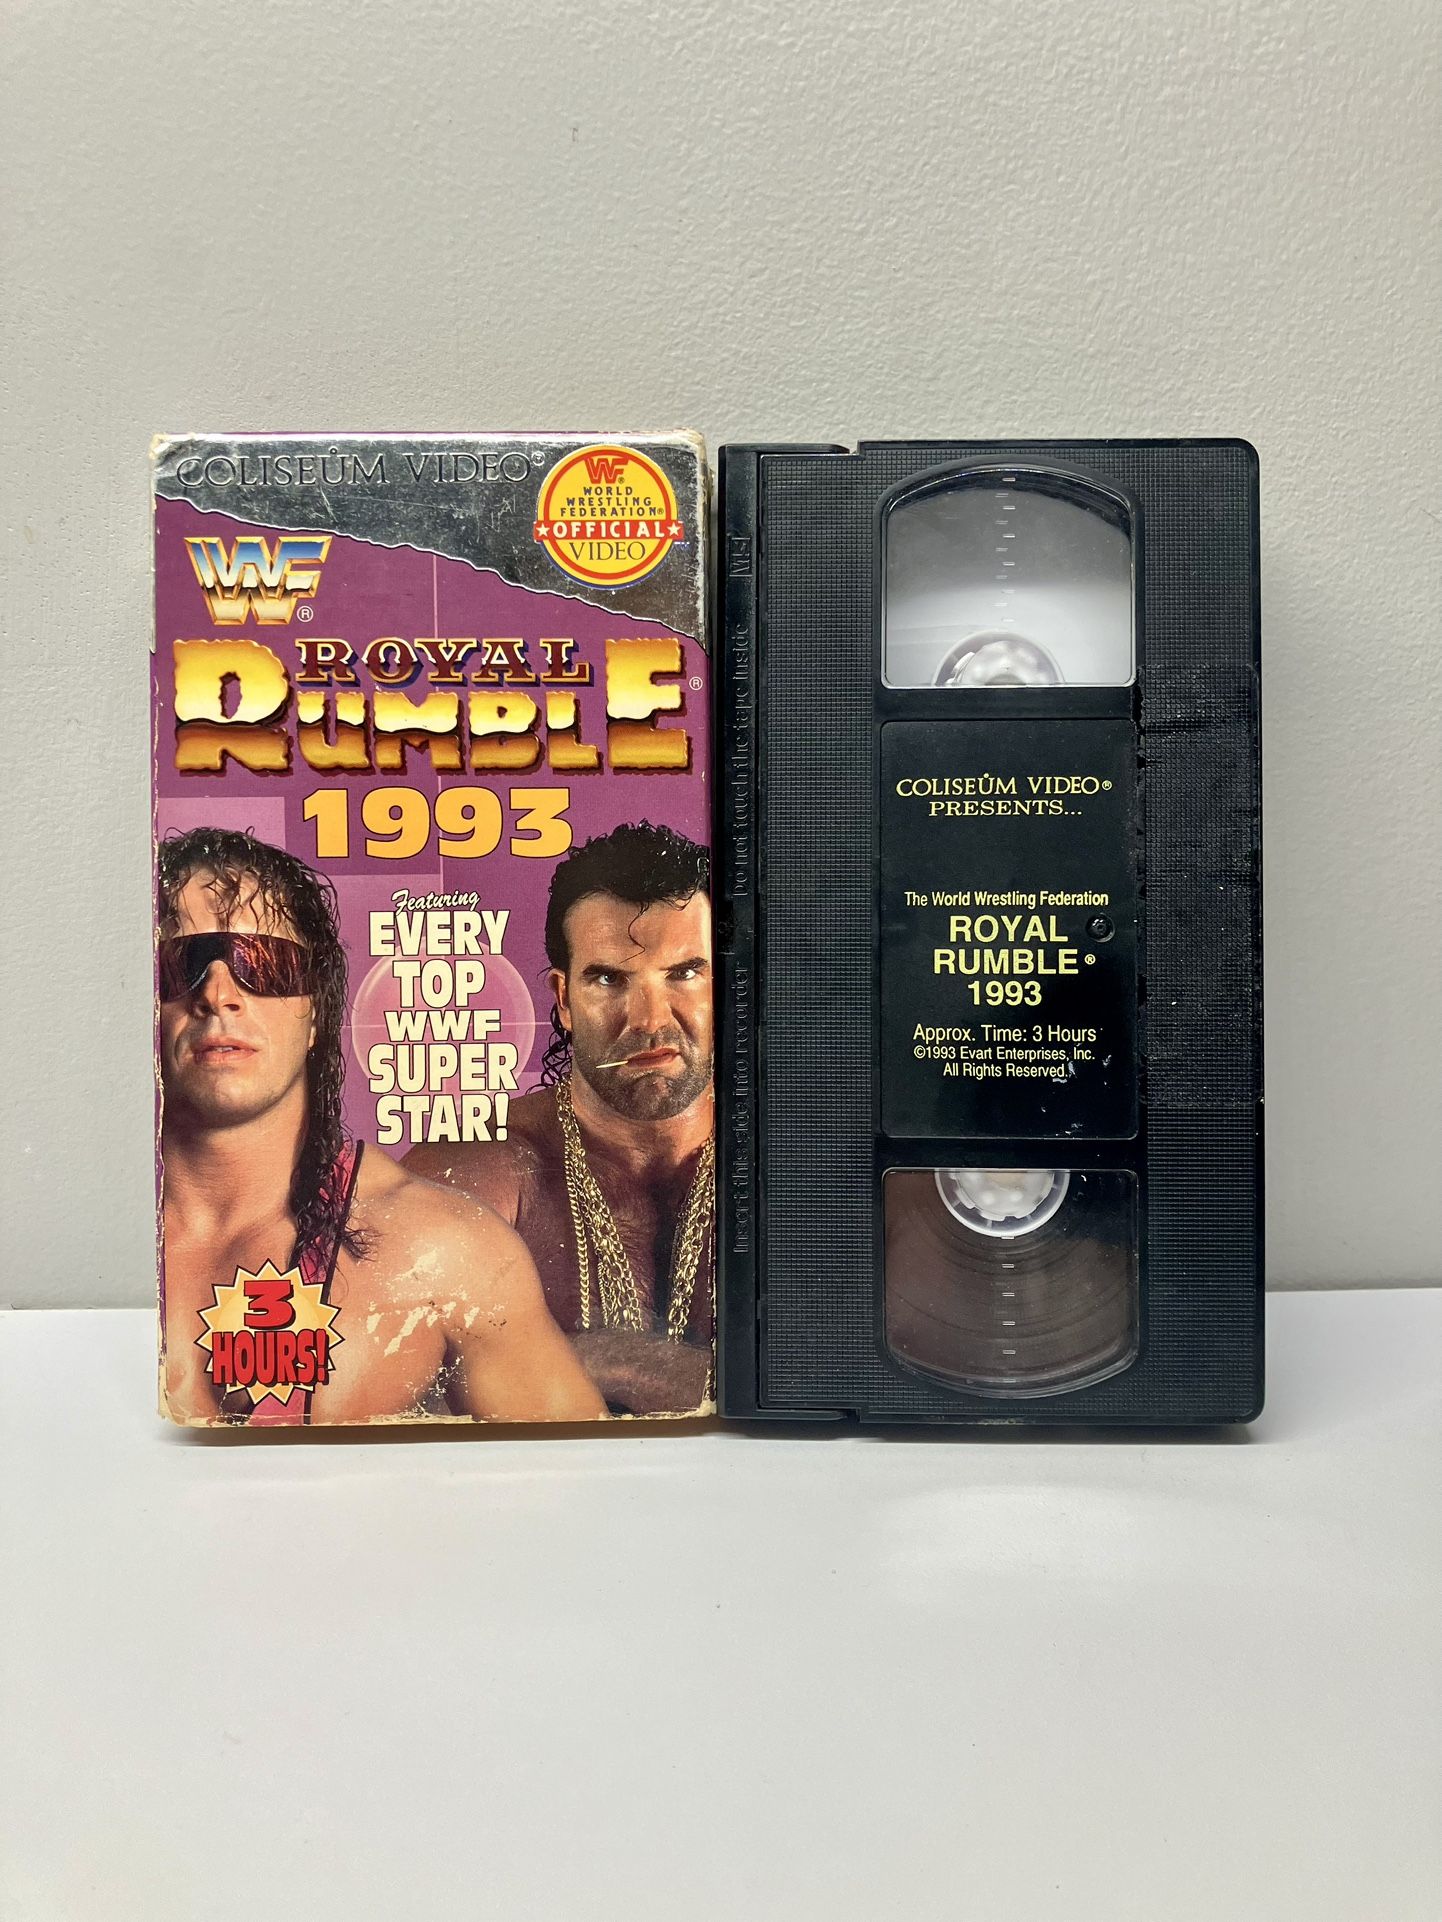 COLISEŮM VIDEO®
WF®
WORLD
WRESTLING
FEDERATION®
★OFFICIAL★
VIDEO
WF®
ROYAL
RUMBLE®
1993
Featuring
EVERY
TOP
WWF
SUPER
STAR!
3
HOURS!
Do not touch the tape inside
Insert this side into recorder
COLISEŮM VIDEO®
PRESENTS...
The World Wrestling Federation
ROYAL
RUMBLE®
1993
Approx. Time: 3 Hours
©1993 Evart Enterprises, Inc.
All Rights Reserved.